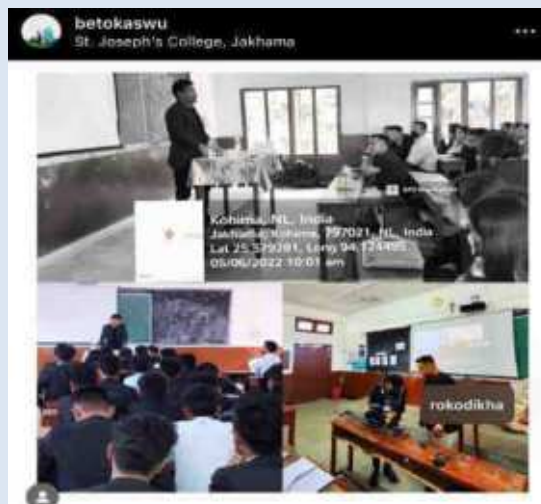 betokaswu
St. Joseph's College, Jakhama
Kohima, NL, India
Jakhama, Kohima, 797021, NL, India
Lat 25.579281, Long 94.124495
05/06/2022 10:01 am
rokodikha